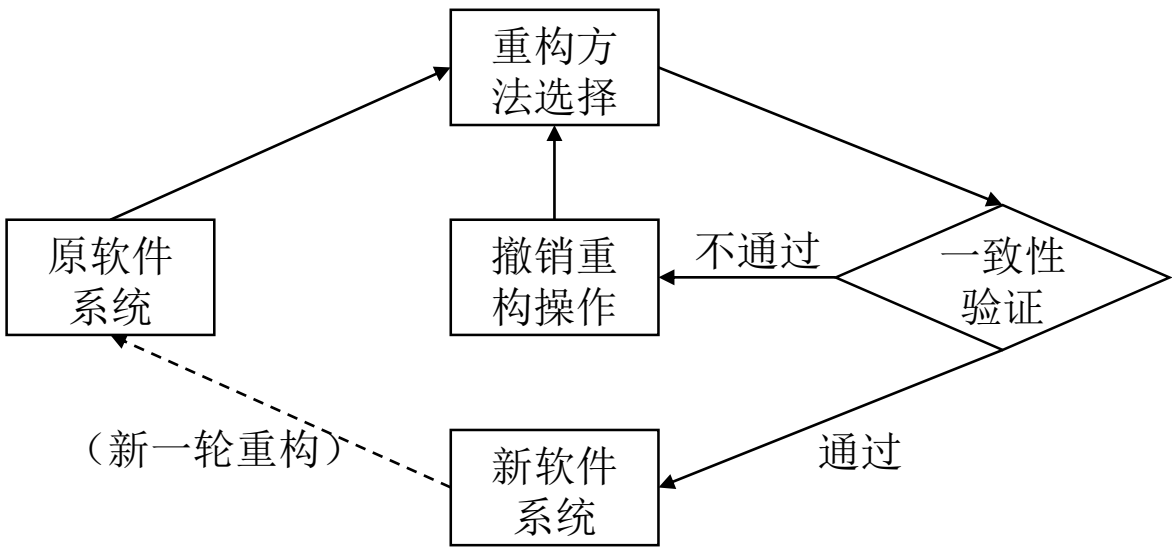 重构方
法选择
原软件
系统
撤销重
构操作
不通过
一致性
验证
（新一轮重构）
新软件
系统
通过